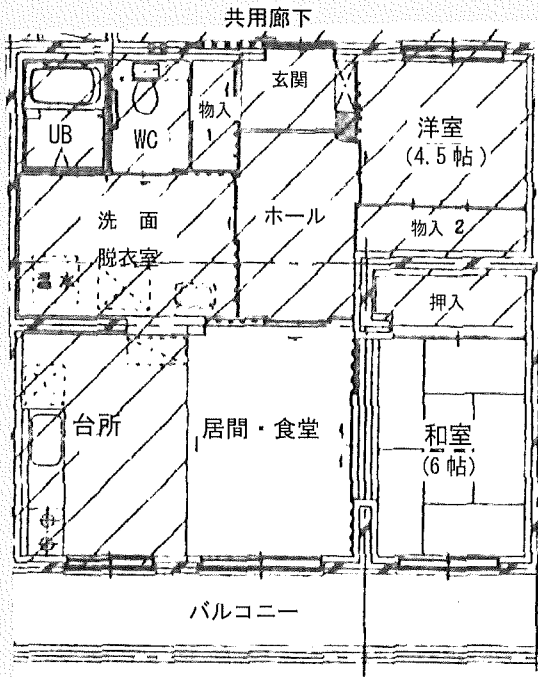 共用廊下
玄関
物入
1
洋室
(4.5 帖)
UB
WC
洗面
脱衣室
ホール
物入 2
温水
押入
台所
居間・食堂
和室
(6 帖)
バルコニー